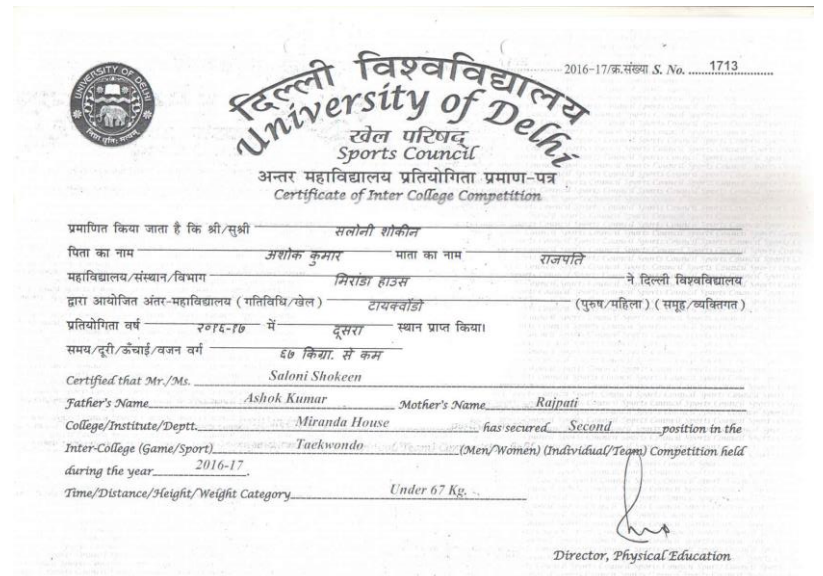 UNIVERSITY OF DELHI
दिल्ली विश्वविद्यालय
2016-17/क्र.संख्या S. No. ....1713....
University of Delhi
खेल परिषद्
Sports Council
अन्तर महाविद्यालय प्रतियोगिता प्रमाण-पत्र
Certificate of Inter College Competition
प्रमाणित किया जाता है कि श्री/सुश्री सलोनी शोकीन
पिता का नाम अशोक कुमार माता का नाम राजपति
महाविद्यालय/संस्थान/विभाग मिरांडा हाउस ने दिल्ली विश्वविद्यालय
द्वारा आयोजित अंतर-महाविद्यालय (गतिविधि/खेल) टायक्वोंडो (पुरुष/महिला) (समूह/व्यक्तिगत)
प्रतियोगिता वर्ष २०१६-१७ में दूसरा स्थान प्राप्त किया।
समय/दूरी/ऊँचाई/वजन वर्ग ६७ किग्रा. से कम
Certified that Mr./Ms. Saloni Shokeen
Father's Name Ashok Kumar Mother's Name Rajpati
College/Institute/Deptt. Miranda House has secured Second position in the
Inter-College (Game/Sport) Taekwondo (Men/Women) (Individual/Team) Competition held
during the year 2016-17.
Time/Distance/Height/Weight Category Under 67 Kg.
Director, Physical Education